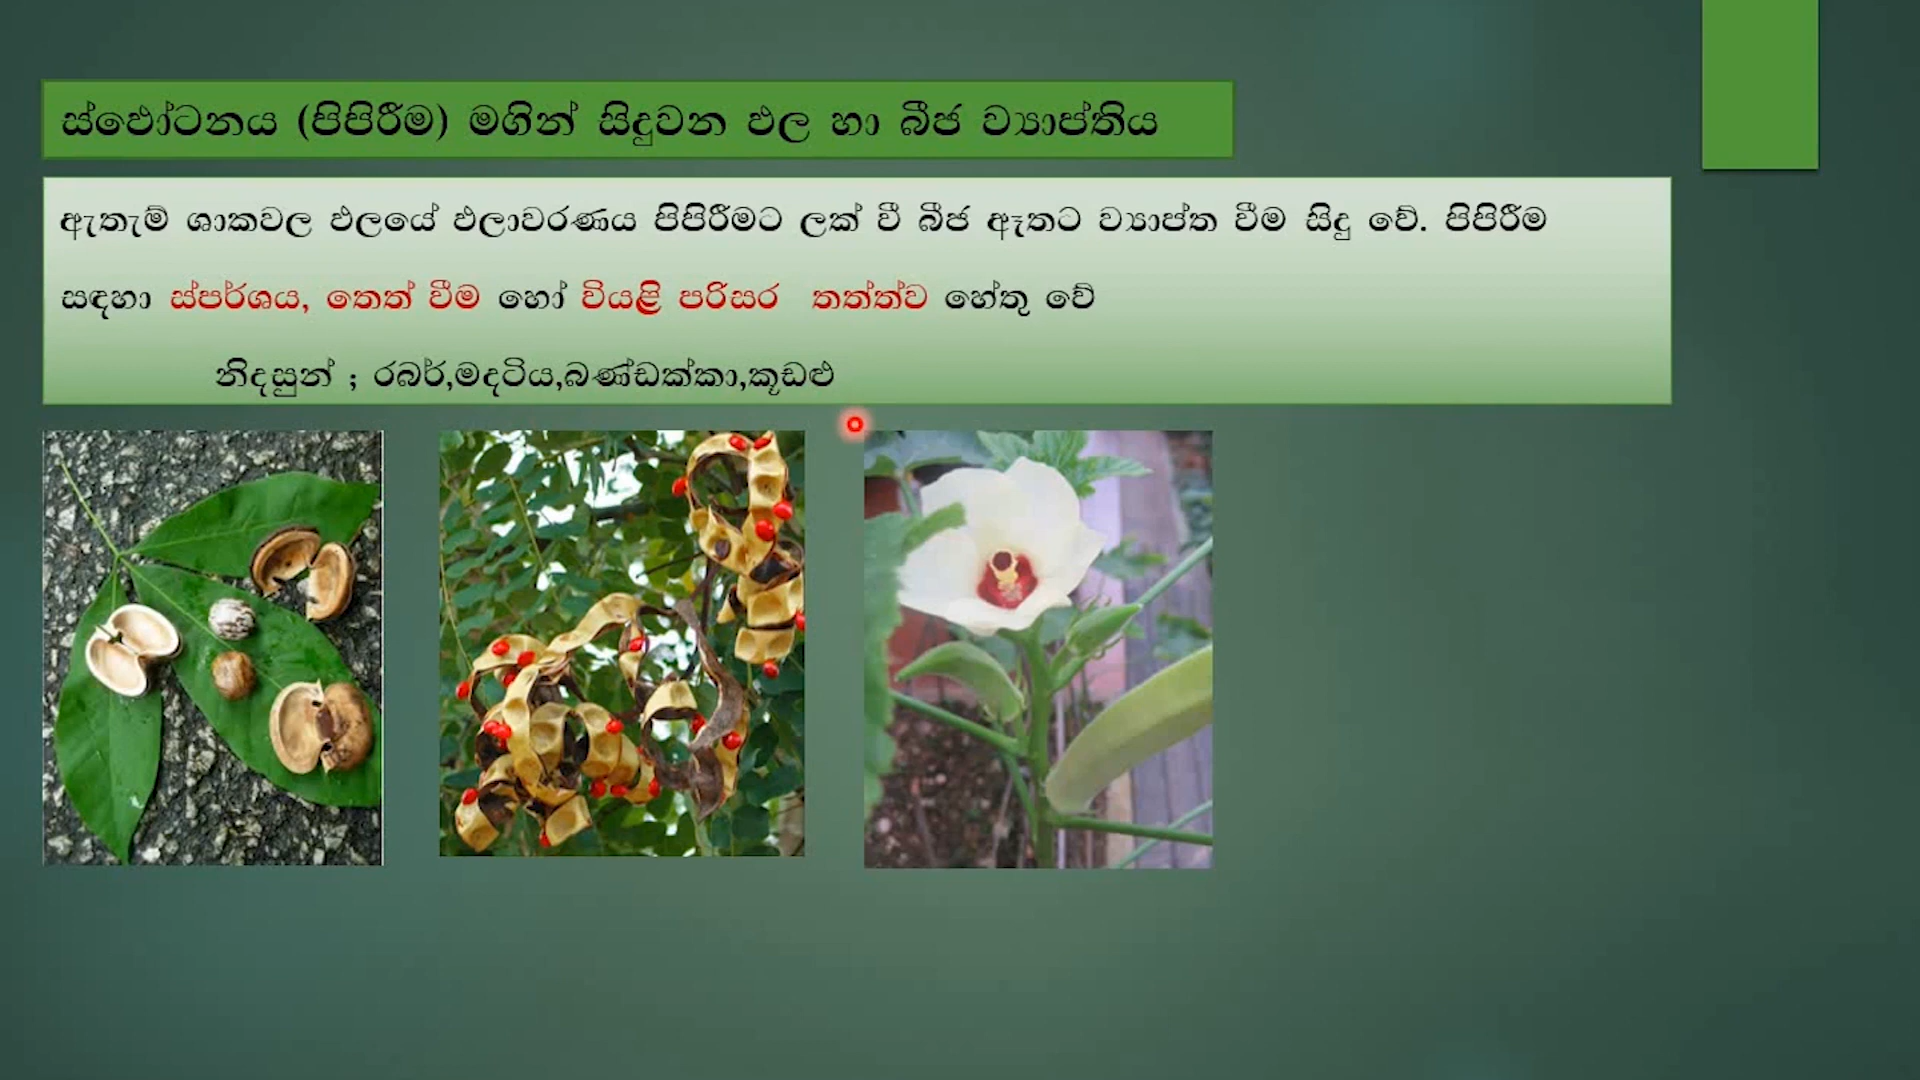 ස්ඵෝටනය (පිපිරීම) මගින් සිදුවන ඵල හා බීජ ව්‍යාප්තිය
ඇතැම් ශාකවල ඵලයේ ඵලාවරණය පිපිරීමට ලක් වී බීජ ඈතට ව්‍යාප්ත වීම සිදු වේ. පිපිරීම
සඳහා ස්පර්ශය, තෙත් වීම හෝ වියළි පරිසර තත්ත්ව හේතු වේ
නිදසුන් ; රබර්,මදටිය,බණ්ඩක්කා,කූඩළු